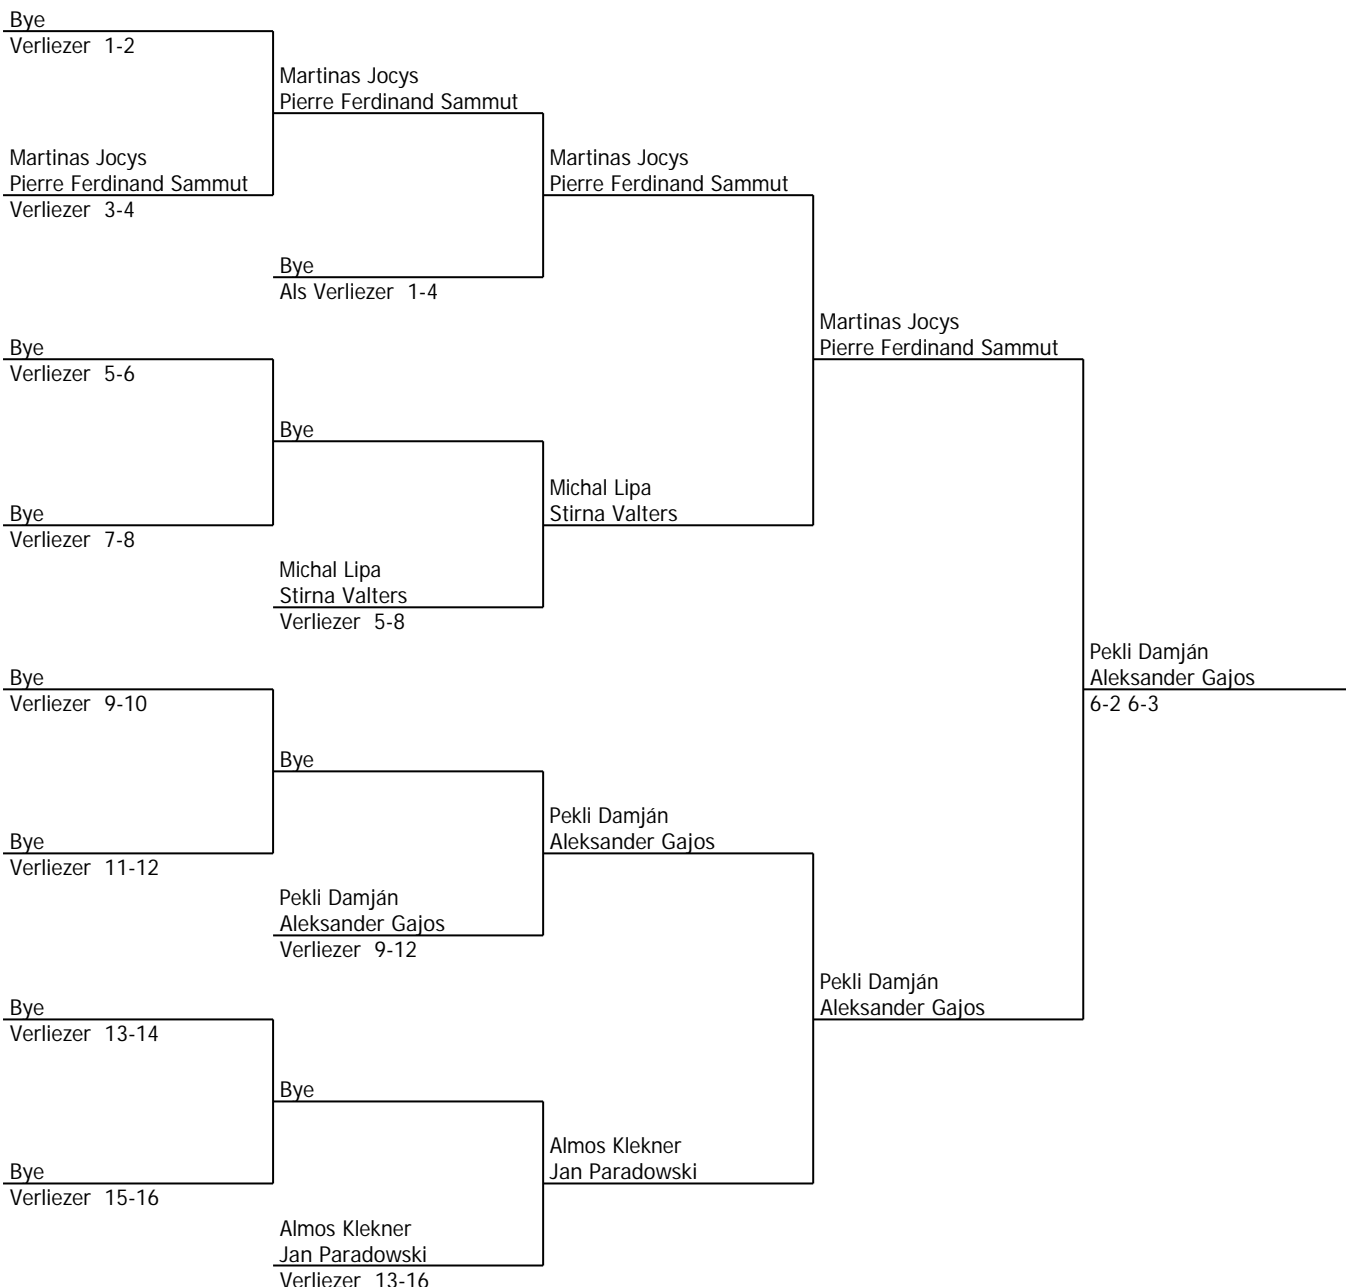 Bye
Verliezer 1-2
Martinas Jocys
Pierre Ferdinand Sammut
Martinas Jocys
Pierre Ferdinand Sammut
Verliezer 3-4
Martinas Jocys
Pierre Ferdinand Sammut
Bye
Als Verliezer 1-4
Martinas Jocys
Pierre Ferdinand Sammut
Bye
Verliezer 5-6
Bye
Michal Lipa
Stirna Valters
Bye
Verliezer 7-8
Michal Lipa
Stirna Valters
Verliezer 5-8
Pekli Damján
Aleksander Gajos
6-2 6-3
Bye
Verliezer 9-10
Bye
Pekli Damján
Aleksander Gajos
Bye
Verliezer 11-12
Pekli Damján
Aleksander Gajos
Verliezer 9-12
Pekli Damján
Aleksander Gajos
Bye
Verliezer 13-14
Bye
Almos Klekner
Jan Paradowski
Bye
Verliezer 15-16
Almos Klekner
Jan Paradowski
Verliezer 13-16